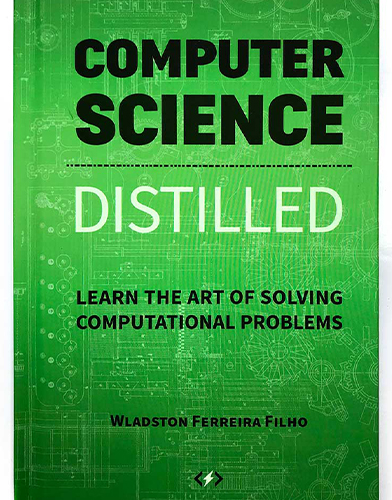 COMPUTER
SCIENCE
DISTILLED
LEARN THE ART OF SOLVING
COMPUTATIONAL PROBLEMS
WLADSTON FERREIRA FILHO